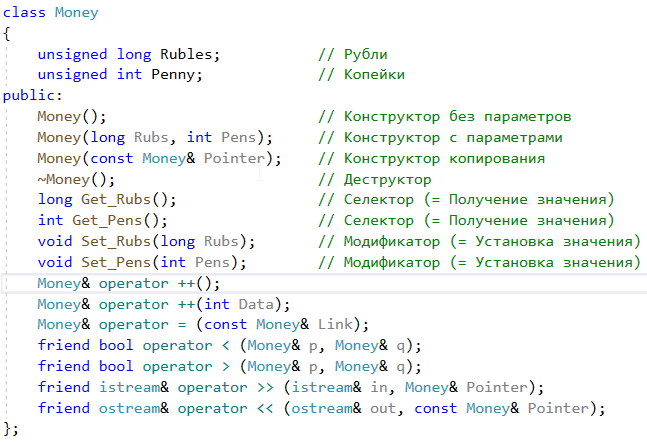 class Money
{
    unsigned long Rubles;           // Рубли
    unsigned int Penny;             // Копейки
public:
    Money();                        // Конструктор без параметров
    Money(long Rubs, int Pens);     // Конструктор с параметрами
    Money(const Money& Pointer);    // Конструктор копирования
    ~Money();                       // Деструктор
    long Get_Rubs();                // Селектор (= Получение значения)
    int Get_Pens();                 // Селектор (= Получение значения)
    void Set_Rubs(long Rubs);       // Модификатор (= Установка значения)
    void Set_Pens(int Pens);        // Модификатор (= Установка значения)
    Money& operator ++();
    Money& operator ++(int Data);
    Money& operator = (const Money& Link);
    friend bool operator < (Money& p, Money& q);
    friend bool operator > (Money& p, Money& q);
    friend istream& operator >> (istream& in, Money& Pointer);
    friend ostream& operator << (ostream& out, const Money& Pointer);
};